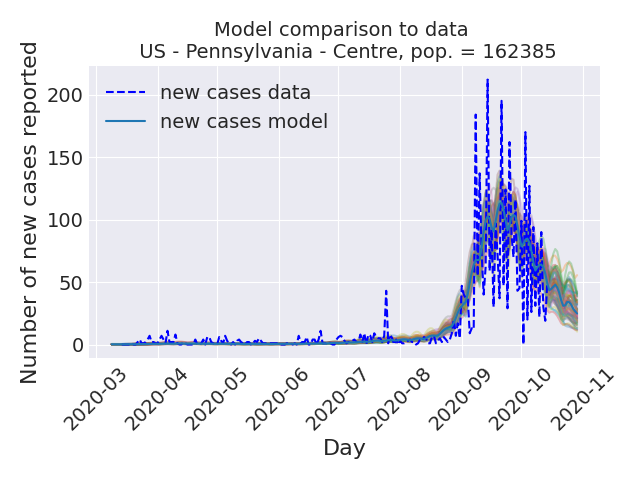 Model comparison to data
US - Pennsylvania - Centre, pop. = 162385
Number of new cases reported
200
150
100
50
0
new cases data
new cases model
2020-03
2020-04
2020-05
2020-06
2020-07
2020-08
2020-09
2020-10
2020-11
Day